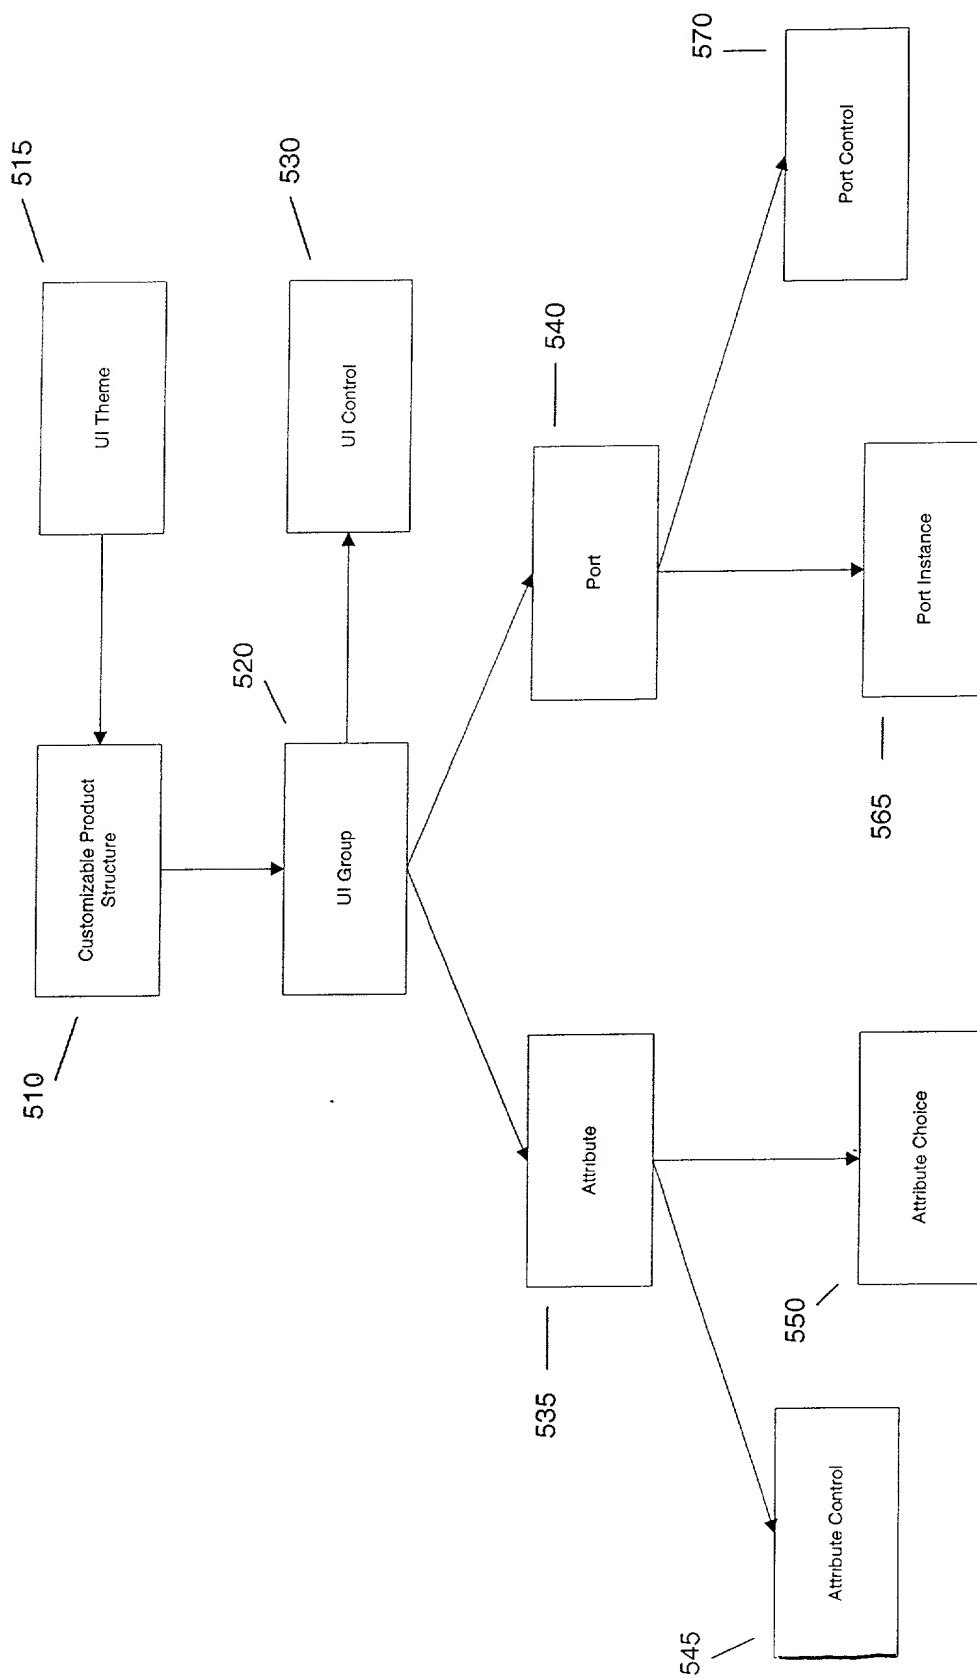 510
Customizable Product
Structure
UI Theme
515
520
UI Group
UI Control
530
535
Attribute
Port
540
545
Attribute Control
550
Attribute Choice
565
Port Instance
570
Port Control